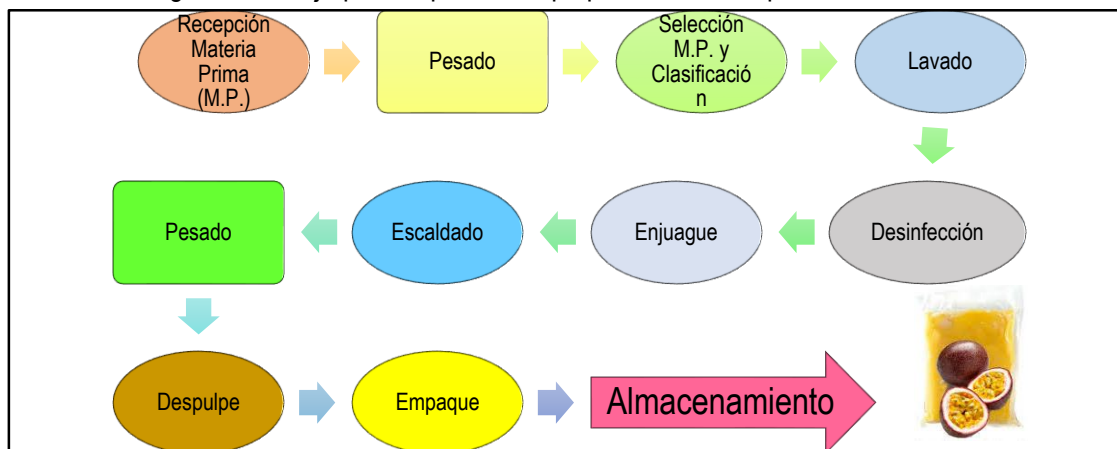 Recepción
Materia
Prima
(M.P.)
Pesado
Selección
M.P. y
Clasificació
n
Lavado
Desinfección
Enjuague
Escaldado
Pesado
Despulpe
Empaque
Almacenamiento